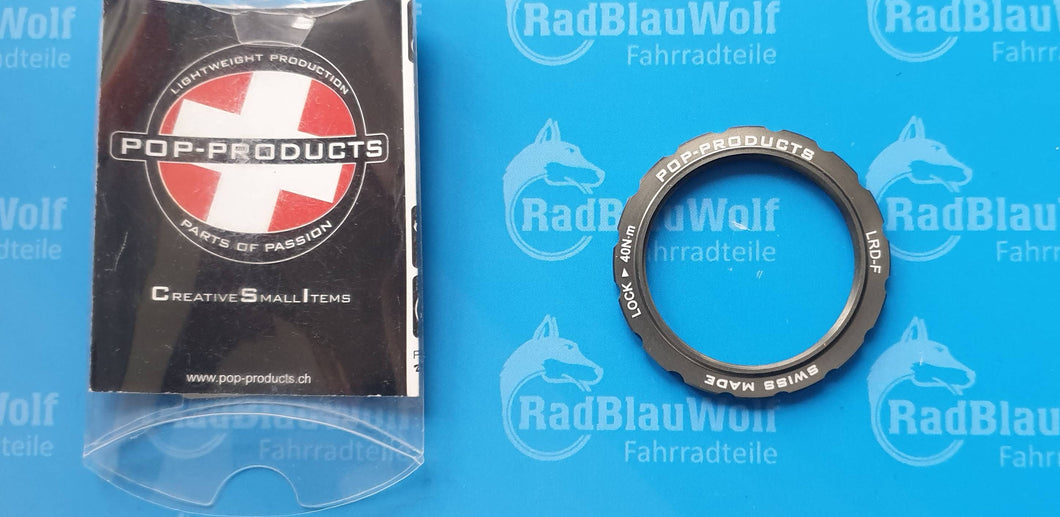 LIGHTWEIGHT PRODUCTION
POP-PRODUCTS
PARTS OF PASSION
CREATIVE SMALL ITEMS
www.pop-products.ch
POP-PRODUCTS
LRD-F
SWISS MADE
LOCK ► 40N·m
RadBlauWolf
Fahrradteile
RadBlauWolf
Fahrradteile
RadBlauWolf
Fahrradteile
RadBlauWolf
RadBlauWolf
Fahrradteile
RadBlauWolf
Fahrradteile